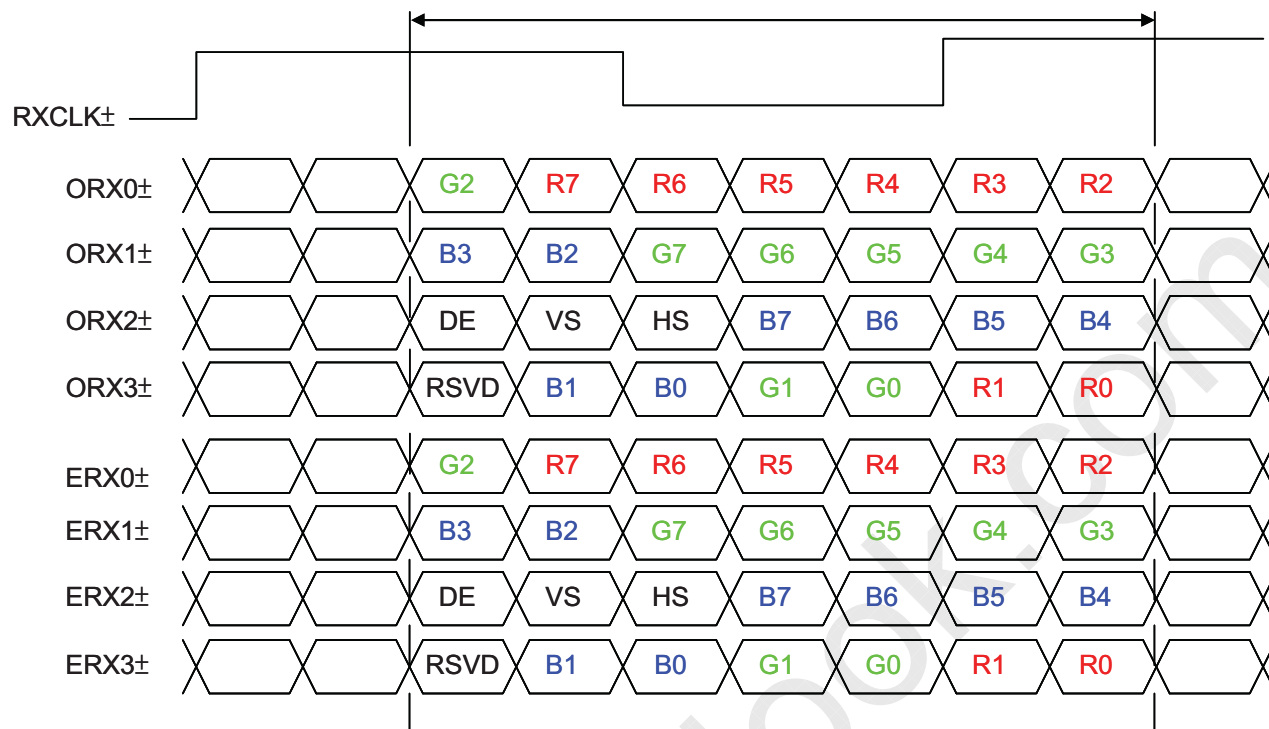 RXCLK±
ORX0± G2 R7 R6 R5 R4 R3 R2
ORX1± B3 B2 G7 G6 G5 G4 G3
ORX2± DE VS HS B7 B6 B5 B4
ORX3± RSVD B1 B0 G1 G0 R1 R0
ERX0± G2 R7 R6 R5 R4 R3 R2
ERX1± B3 B2 G7 G6 G5 G4 G3
ERX2± DE VS HS B7 B6 B5 B4
ERX3± RSVD B1 B0 G1 G0 R1 R0
look.com